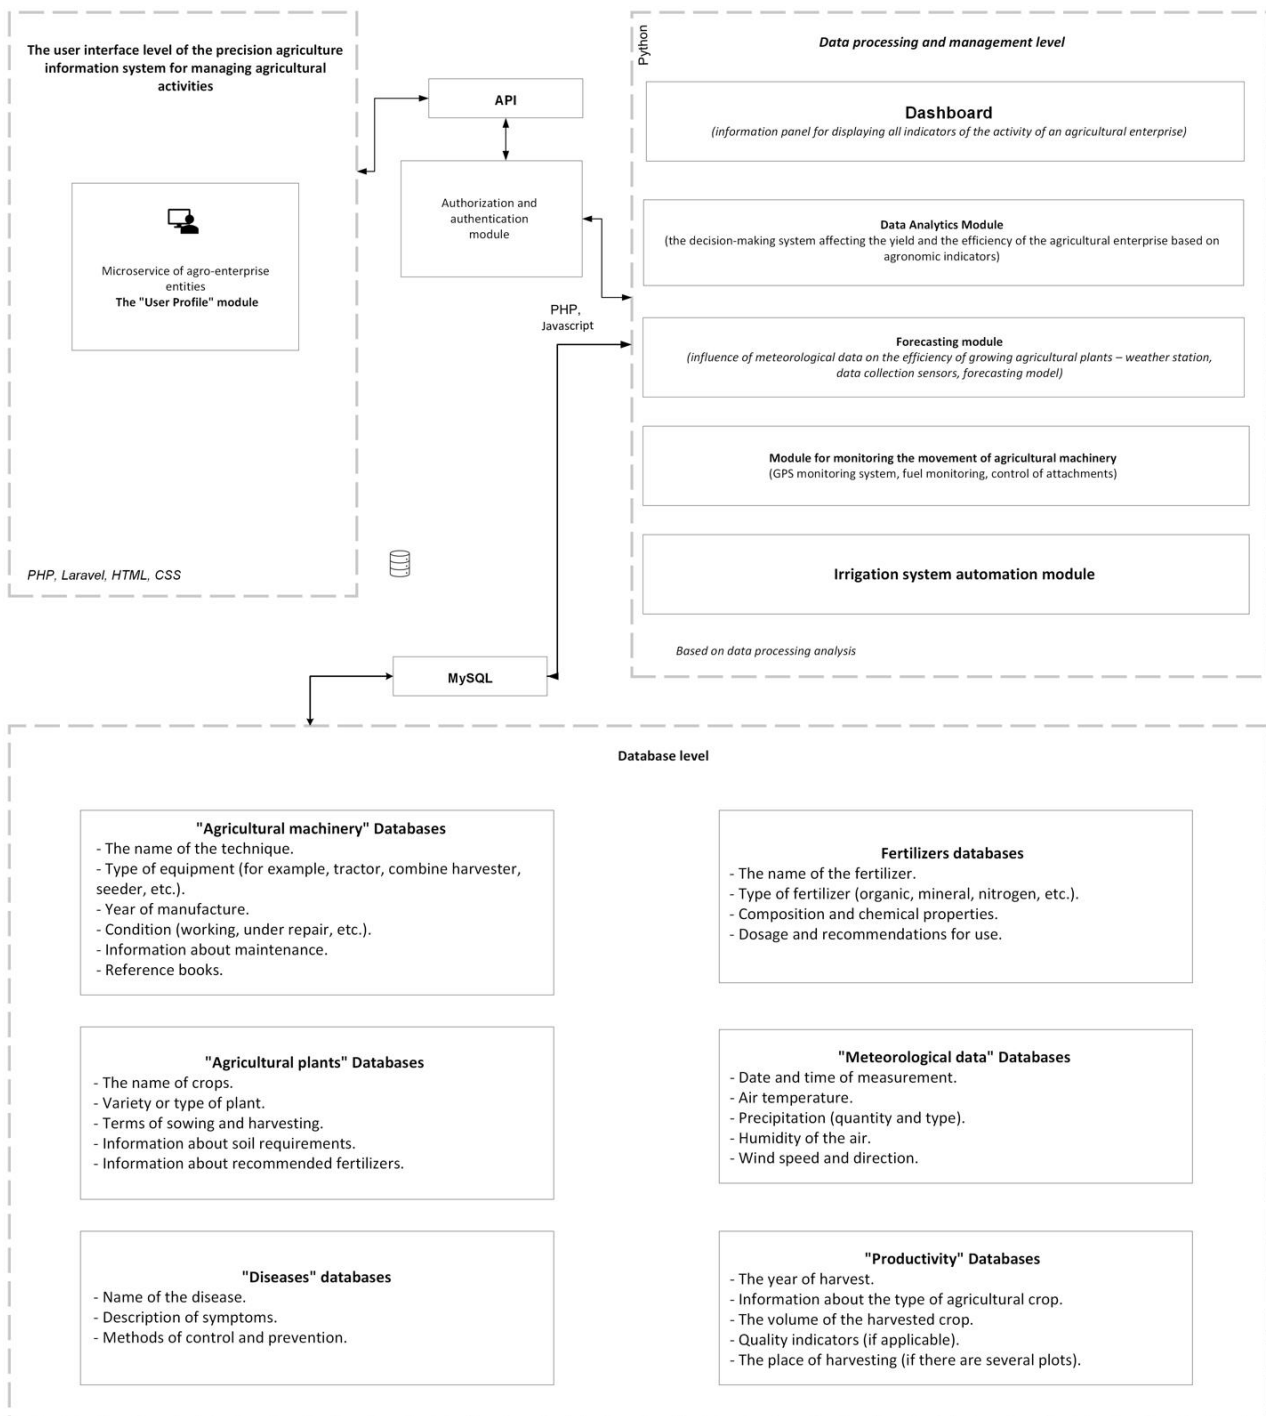 The user interface level of the precision agriculture
information system for managing agricultural
activities
Microservice of agro-enterprise
entities
The "User Profile" module
PHP, Laravel, HTML, CSS
API
Authorization and
authentication
module
PHP,
Javascript
MySQL
Python
Data processing and management level
Dashboard
(information panel for displaying all indicators of the activity of an agricultural enterprise)
Data Analytics Module
(the decision-making system affecting the yield and the efficiency of the agricultural enterprise based on
agronomic indicators)
Forecasting module
(influence of meteorological data on the efficiency of growing agricultural plants – weather station,
data collection sensors, forecasting model)
Module for monitoring the movement of agricultural machinery
(GPS monitoring system, fuel monitoring, control of attachments)
Irrigation system automation module
Based on data processing analysis
Database level
"Agricultural machinery" Databases
- The name of the technique.
- Type of equipment (for example, tractor, combine harvester,
seeder, etc.).
- Year of manufacture.
- Condition (working, under repair, etc.).
- Information about maintenance.
- Reference books.
Fertilizers databases
- The name of the fertilizer.
- Type of fertilizer (organic, mineral, nitrogen, etc.).
- Composition and chemical properties.
- Dosage and recommendations for use.
"Agricultural plants" Databases
- The name of crops.
- Variety or type of plant.
- Terms of sowing and harvesting.
- Information about soil requirements.
- Information about recommended fertilizers.
"Meteorological data" Databases
- Date and time of measurement.
- Air temperature.
- Precipitation (quantity and type).
- Humidity of the air.
- Wind speed and direction.
"Diseases" databases
- Name of the disease.
- Description of symptoms.
- Methods of control and prevention.
"Productivity" Databases
- The year of harvest.
- Information about the type of agricultural crop.
- The volume of the harvested crop.
- Quality indicators (if applicable).
- The place of harvesting (if there are several plots).